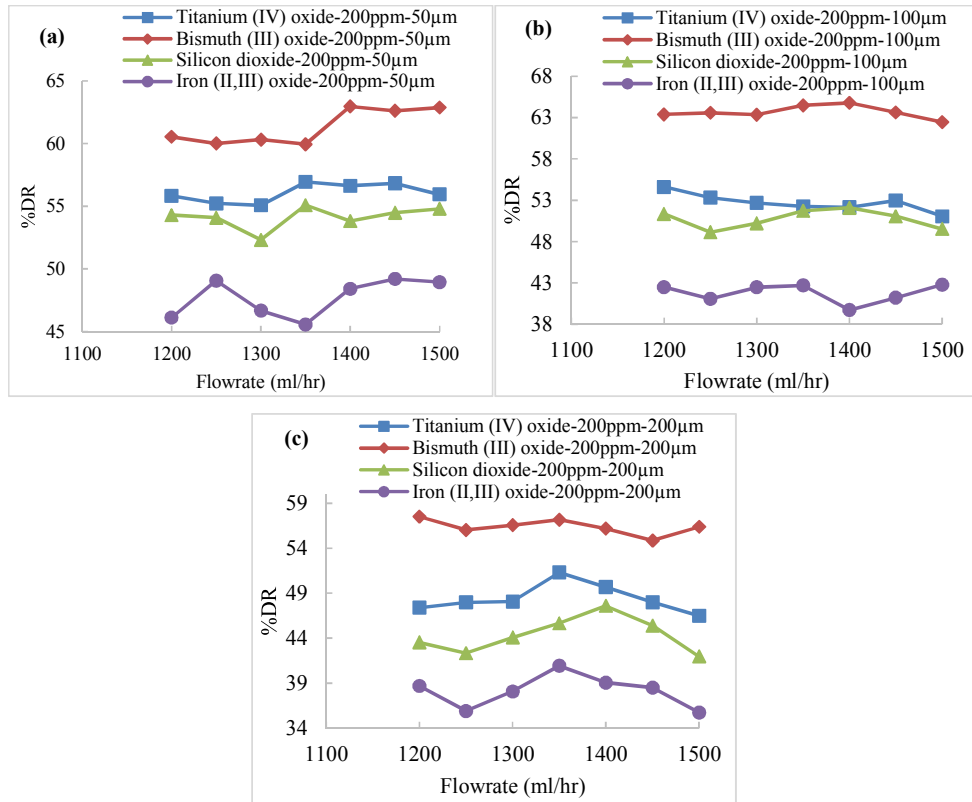 (a)
Titanium (IV) oxide-200ppm-50µm
Bismuth (III) oxide-200ppm-50µm
Silicon dioxide-200ppm-50µm
Iron (II,III) oxide-200ppm-50µm
65
60
55
50
45
%DR
1100 1200 1300 1400 1500
Flowrate (ml/hr)
(b)
Titanium (IV) oxide-200ppm-100µm
Bismuth (III) oxide-200ppm-100µm
Silicon dioxide-200ppm-100µm
Iron (II,III) oxide-200ppm-100µm
68
63
58
53
48
43
38
%DR
1100 1200 1300 1400 1500
Flowrate (ml/hr)
(c)
Titanium (IV) oxide-200ppm-200µm
Bismuth (III) oxide-200ppm-200µm
Silicon dioxide-200ppm-200µm
Iron (II,III) oxide-200ppm-200µm
59
54
49
44
39
34
%DR
1100 1200 1300 1400 1500
Flowrate (ml/hr)